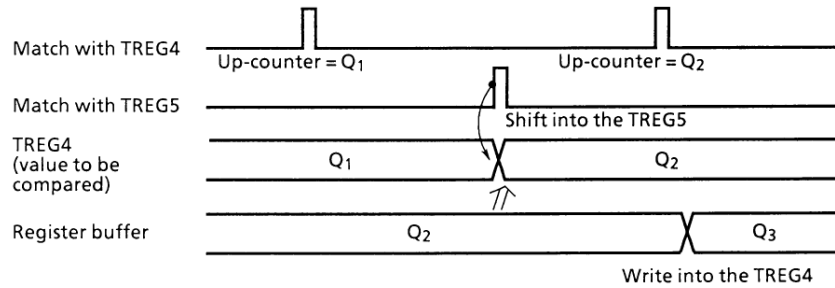 Match with TREG4
Up-counter = Q1
Up-counter = Q2
Match with TREG5
Shift into the TREG5
TREG4
(value to be
compared)
Q1
Q2
Register buffer
Q2
Q3
Write into the TREG4